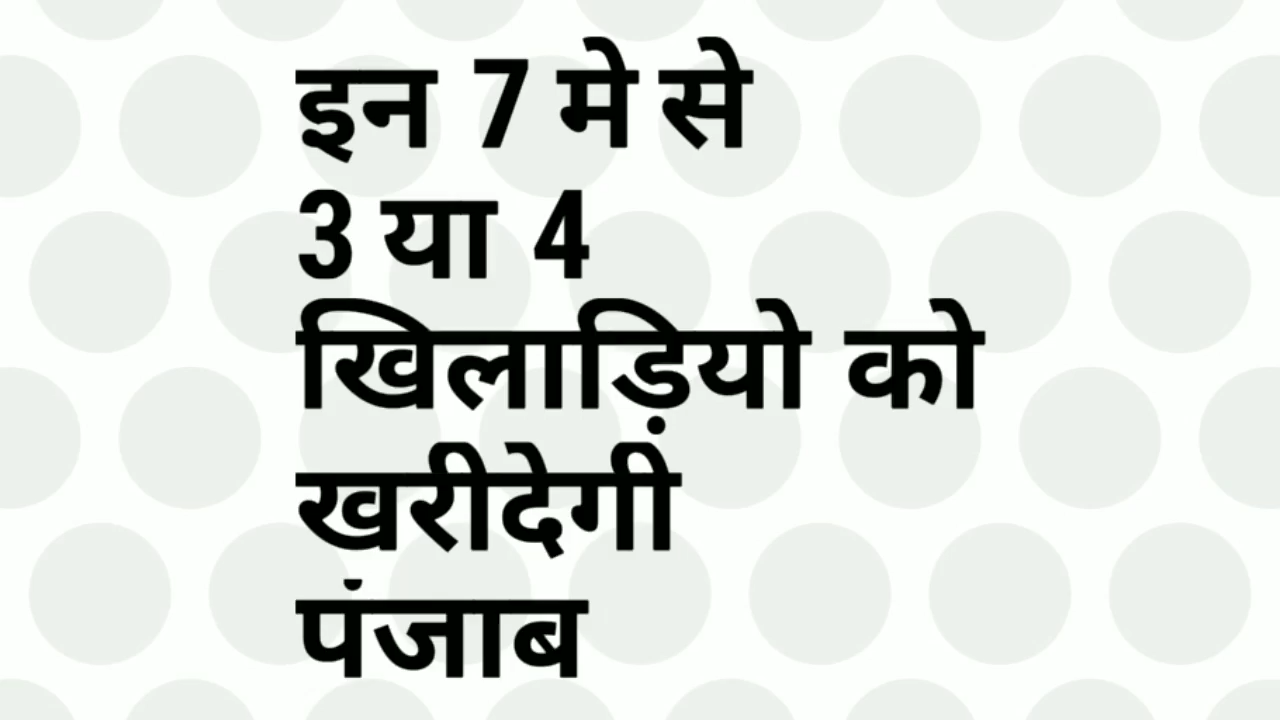 इन 7 मे से
3 या 4
खिलाड़ियो को
खरीदेगी
पंजाब